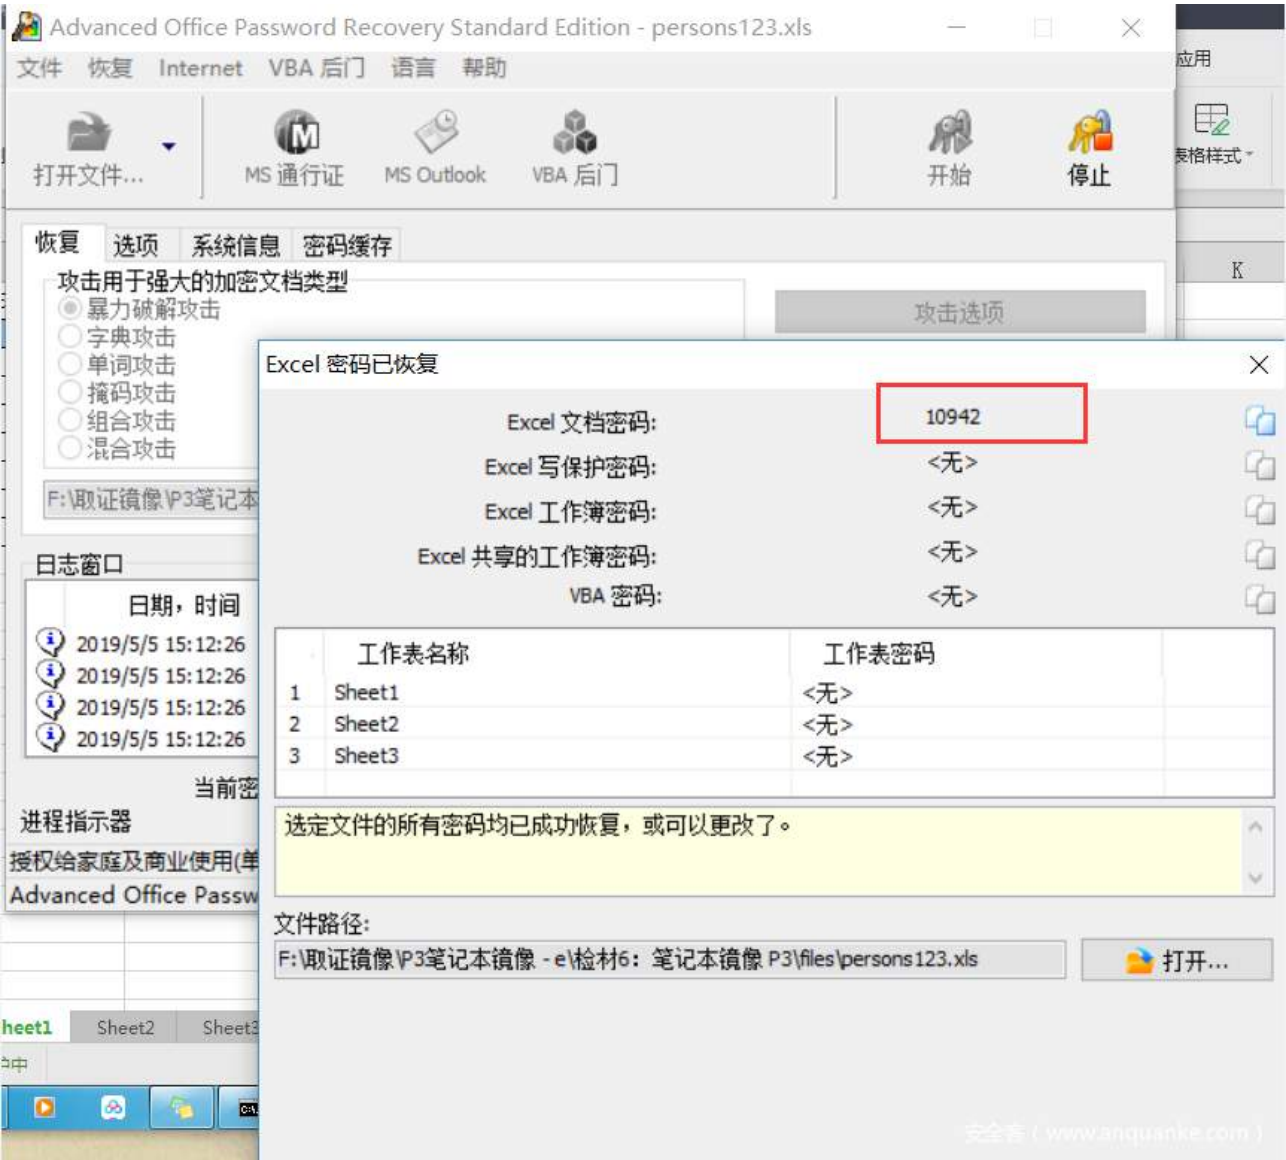 Advanced Office Password Recovery Standard Edition - persons123.xls
文件 恢复 Internet VBA 后门 语言 帮助
应用
打开文件... MS 通行证 MS Outlook VBA 后门 开始 停止
表格样式
恢复 选项 系统信息 密码缓存
K
攻击用于强大的加密文档类型
暴力破解攻击
攻击选项
字典攻击
单词攻击
掩码攻击
组合攻击
混合攻击
F:\取证镜像\P3笔记本
Excel 密码已恢复
Excel 文档密码: 10942
Excel 写保护密码: <无>
Excel 工作簿密码: <无>
Excel 共享的工作簿密码: <无>
VBA 密码: <无>
日志窗口
日期，时间
2019/5/5 15:12:26
2019/5/5 15:12:26
2019/5/5 15:12:26
2019/5/5 15:12:26
工作表名称 工作表密码
1 Sheet1 <无>
2 Sheet2 <无>
3 Sheet3 <无>
当前密
进程指示器
授权给家庭及商业使用(单
Advanced Office Passw
选定文件的所有密码均已成功恢复，或可以更改了。
文件路径:
F:\取证镜像\P3笔记本镜像 - e\检材6：笔记本镜像 P3\files\persons123.xls 打开...
heet1 Sheet2 Sheet3
中
安全客 ( www.anquanke.com )